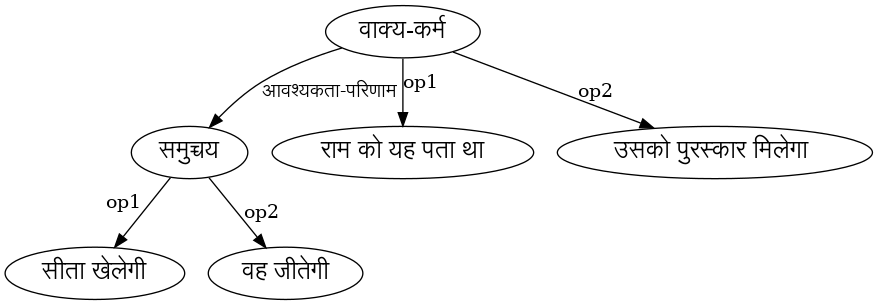 वाक्य-कर्म
आवश्यकता-परिणाम
op1
op2
समुच्चय
राम को यह पता था
उसको पुरस्कार मिलेगा
op1
op2
सीता खेलेगी
वह जीतेगी